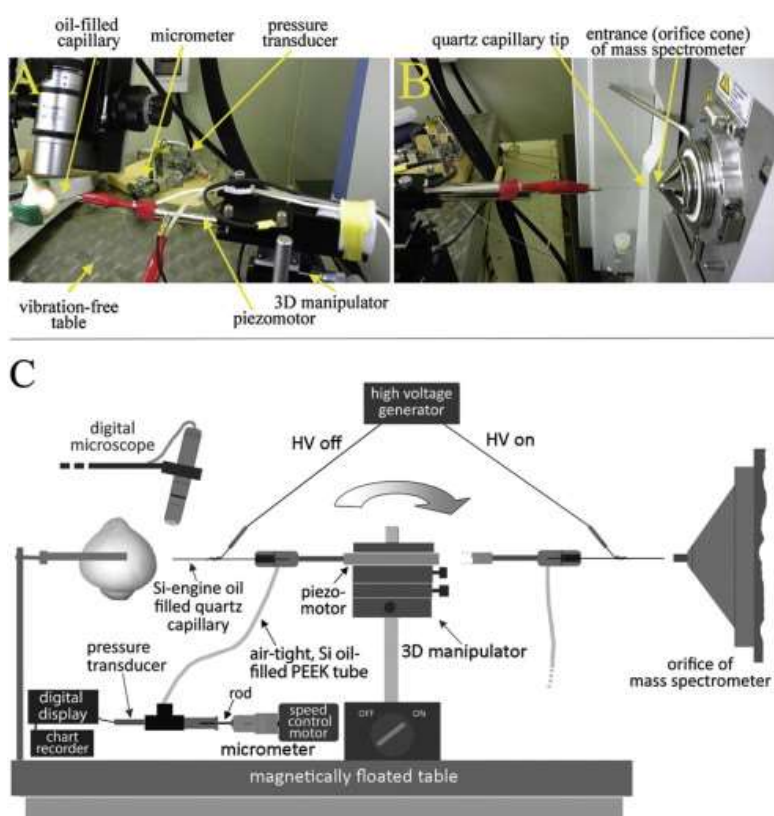 oil-filled
capillary
micrometer
pressure
transducer
A
vibration-free
table
piezomotor
3D manipulator
quartz capillary tip
entrance (orifice cone)
of mass spectrometer
B
C
high voltage
generator
digital
microscope
HV off
HV on
Si-engine oil
filled quartz
capillary
piezo-
motor
air-tight, Si oil-
filled PEEK tube
3D manipulator
orifice of
mass spectrometer
pressure
transducer
digital
display
chart
recorder
rod
speed
control
motor
micrometer
OFF
ON
magnetically floated table